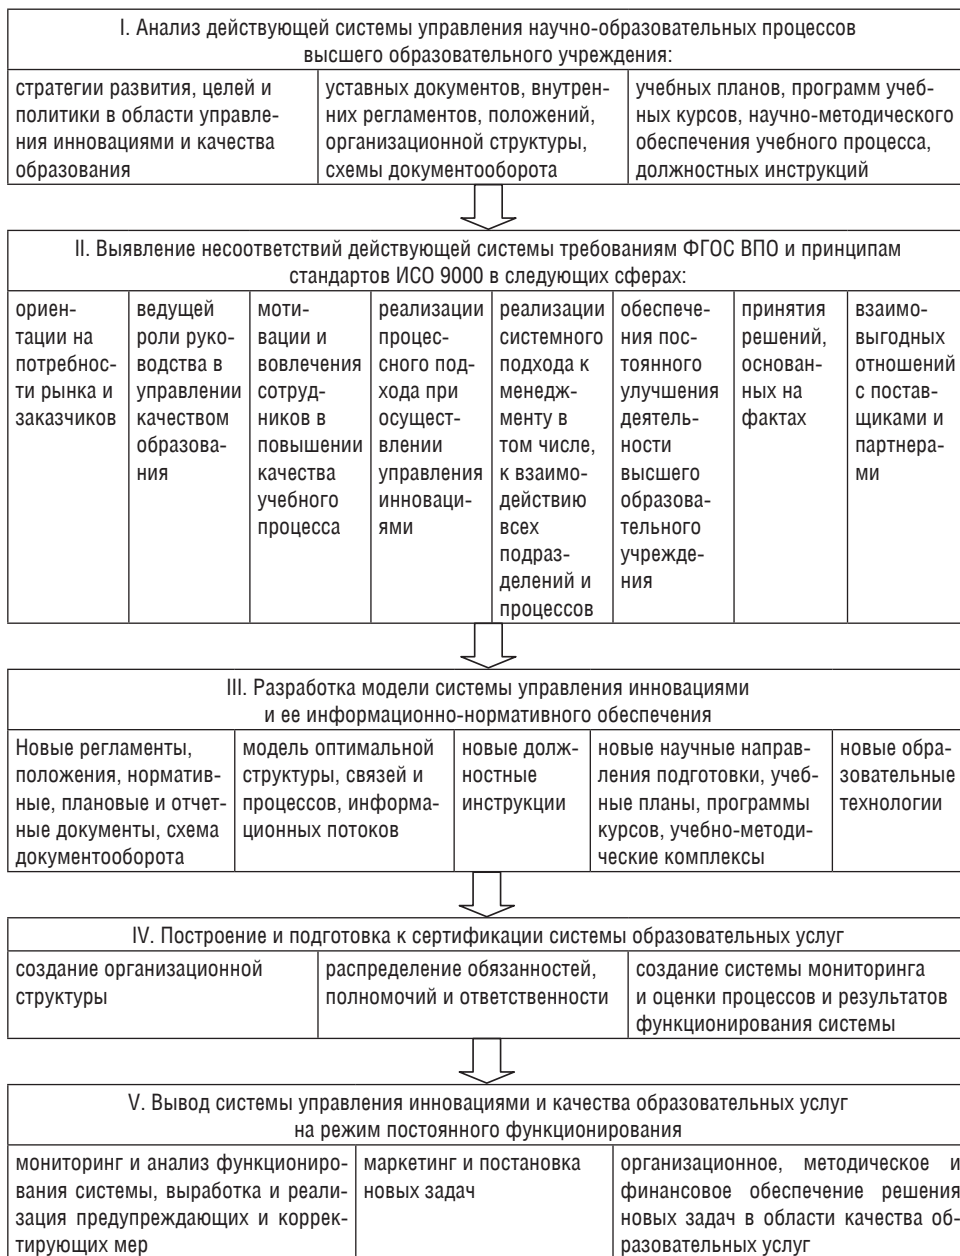 I. Анализ действующей системы управления научно-образовательных процессов
высшего образовательного учреждения:
стратегии развития, целей и
политики в области управле-
ния инновациями и качества
образования
уставных документов, внутрен-
них регламентов, положений,
организационной структуры,
схемы документооборота
учебных планов, программ учеб-
ных курсов, научно-методического
обеспечения учебного процесса,
должностных инструкций
II. Выявление несоответствий действующей системы требованиям ФГОС ВПО и принципам
стандартов ИСО 9000 в следующих сферах:
ориен-
тации на
потребнос-
ти рынка и
заказчиков
ведущей
роли руко-
водства в
управлении
качеством
образова-
ния
моти-
вации и
вовлечения
сотруд-
ников в
повышении
качества
учебного
процесса
реализации
процес-
сного под-
хода при
осущест-
влении
управления
инноваци-
ями
реализации
системного
подхода к
менедж-
менту в
том числе,
к взаимо-
действию
всех
подраз-
делений и
процессов
обеспече-
ния пос-
тоянного
улучшения
деятель-
ности
высшего
образова-
тельного
учрежде-
ния
принятия
решений,
основан-
ных на
фактах
взаимо-
выгодных
отношений
с постав-
щиками и
партнера-
ми
III. Разработка модели системы управления инновациями
и ее информационно-нормативного обеспечения
Новые регламенты,
положения, норматив-
ные, плановые и отчет-
ные документы, схема
документооборота
модель оптимальной
структуры, связей и
процессов, информа-
ционных потоков
новые долж-
ностные
инструкции
новые научные направ-
ления подготовки, учеб-
ные планы, программы
курсов, учебно-методи-
ческие комплексы
новые обра-
зовательные
технологии
IV. Построение и подготовка к сертификации системы образовательных услуг
создание организационной
структуры
распределение обязанностей,
полномочий и ответственности
создание системы мониторинга
и оценки процессов и результатов
функционирования системы
V. Вывод системы управления инновациями и качества образовательных услуг
на режим постоянного функционирования
мониторинг и анализ функциониро-
вания системы, выработка и реали-
зация предупреждающих и коррек-
тирующих мер
маркетинг и постановка
новых задач
организационное, методическое и
финансовое обеспечение решения
новых задач в области качества об-
разовательных услуг